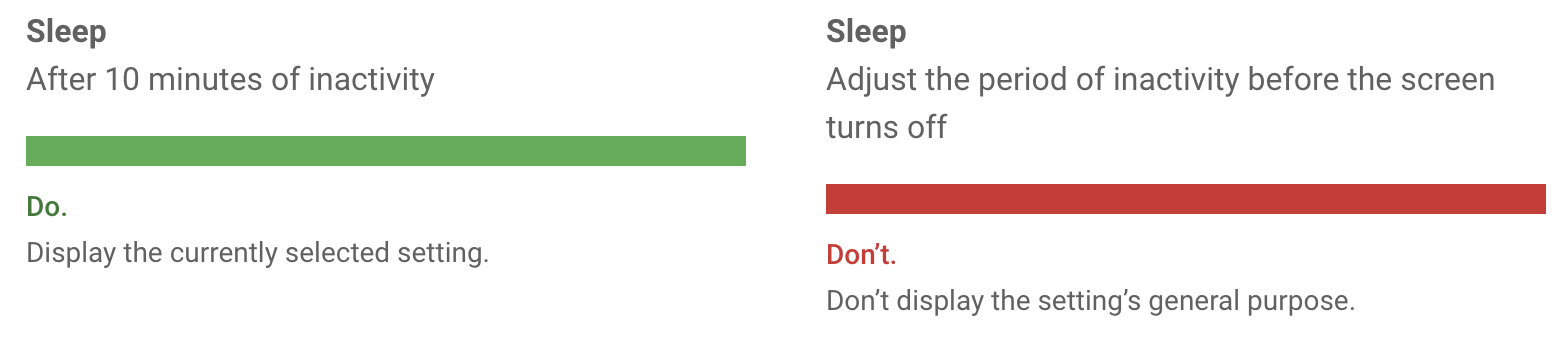 Sleep
After 10 minutes of inactivity
Do.
Display the currently selected setting.
Sleep
Adjust the period of inactivity before the screen
turns off
Don’t.
Don’t display the setting’s general purpose.